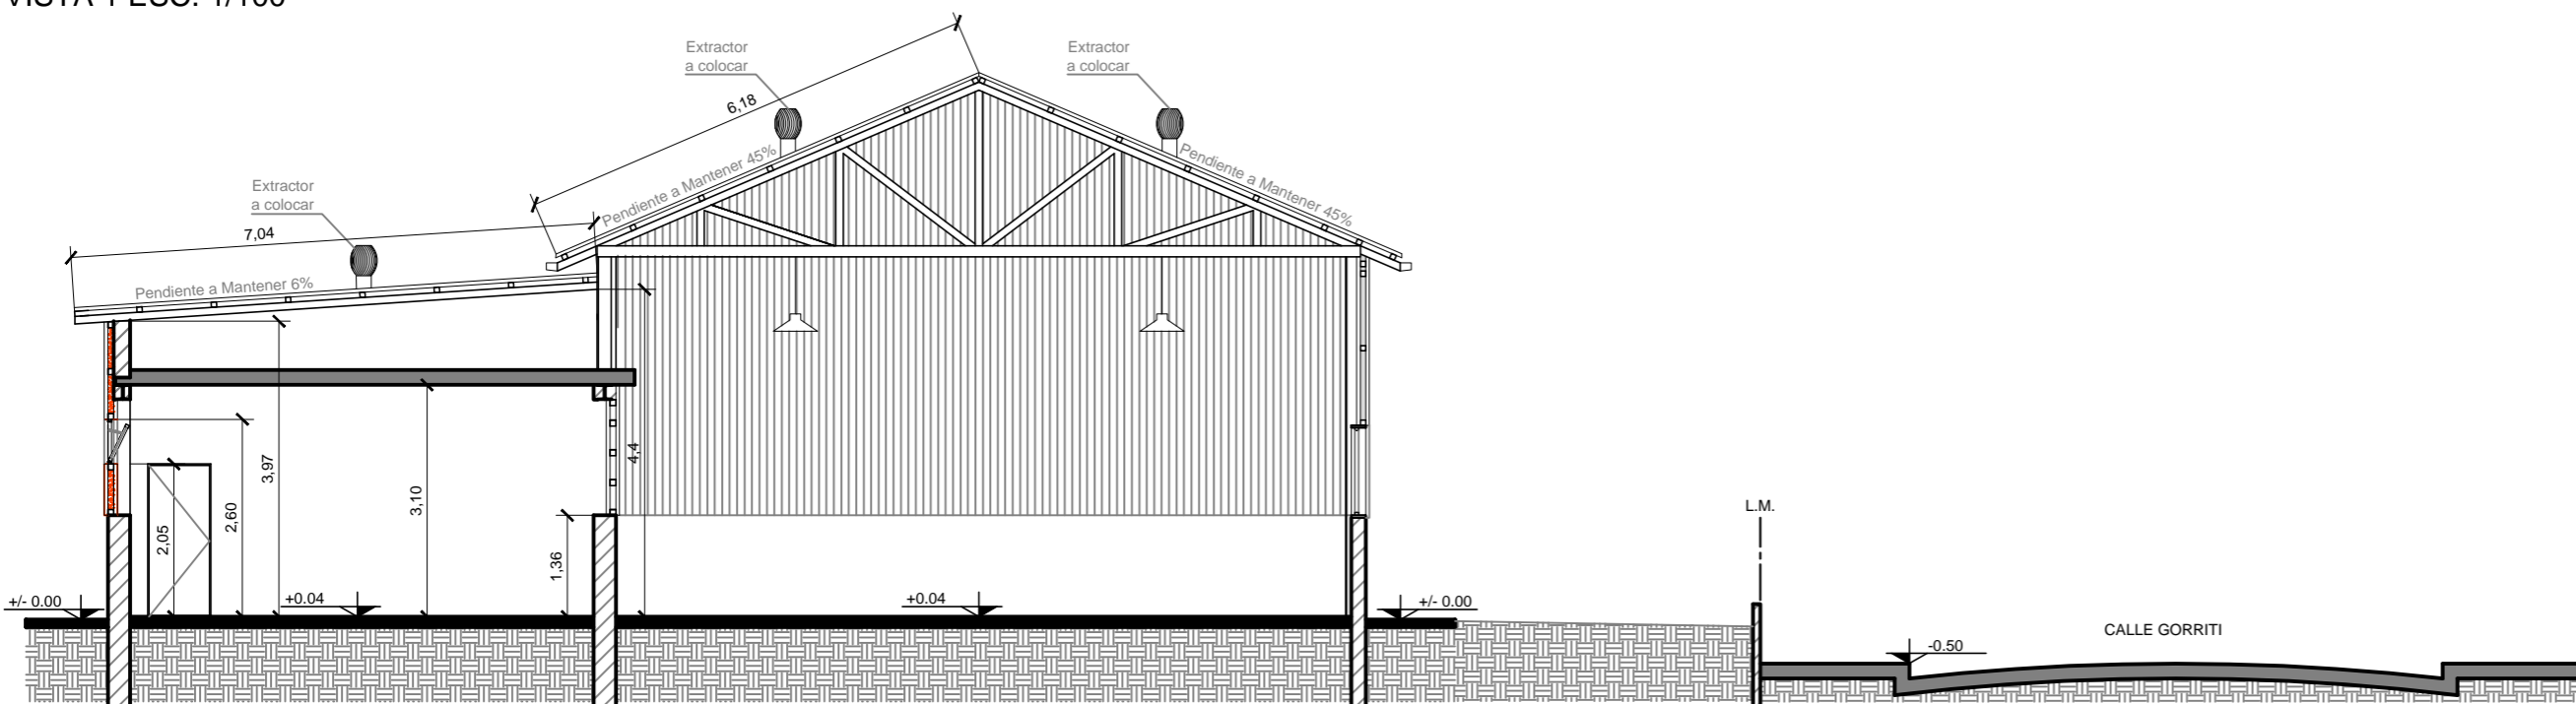 VISTA 1 ESC. 1/100
Extractor
a colocar
Extractor
a colocar
6,18
Pendiente a Mantener 45%
Pendiente a Mantener 45%
Extractor
a colocar
7,04
Pendiente a Mantener 6%
3,97
4,4
3,10
2,60
2,05
1,36
L.M.
+/- 0.00
+0.04
+0.04
+/- 0.00
CALLE GORRITI
-0.50